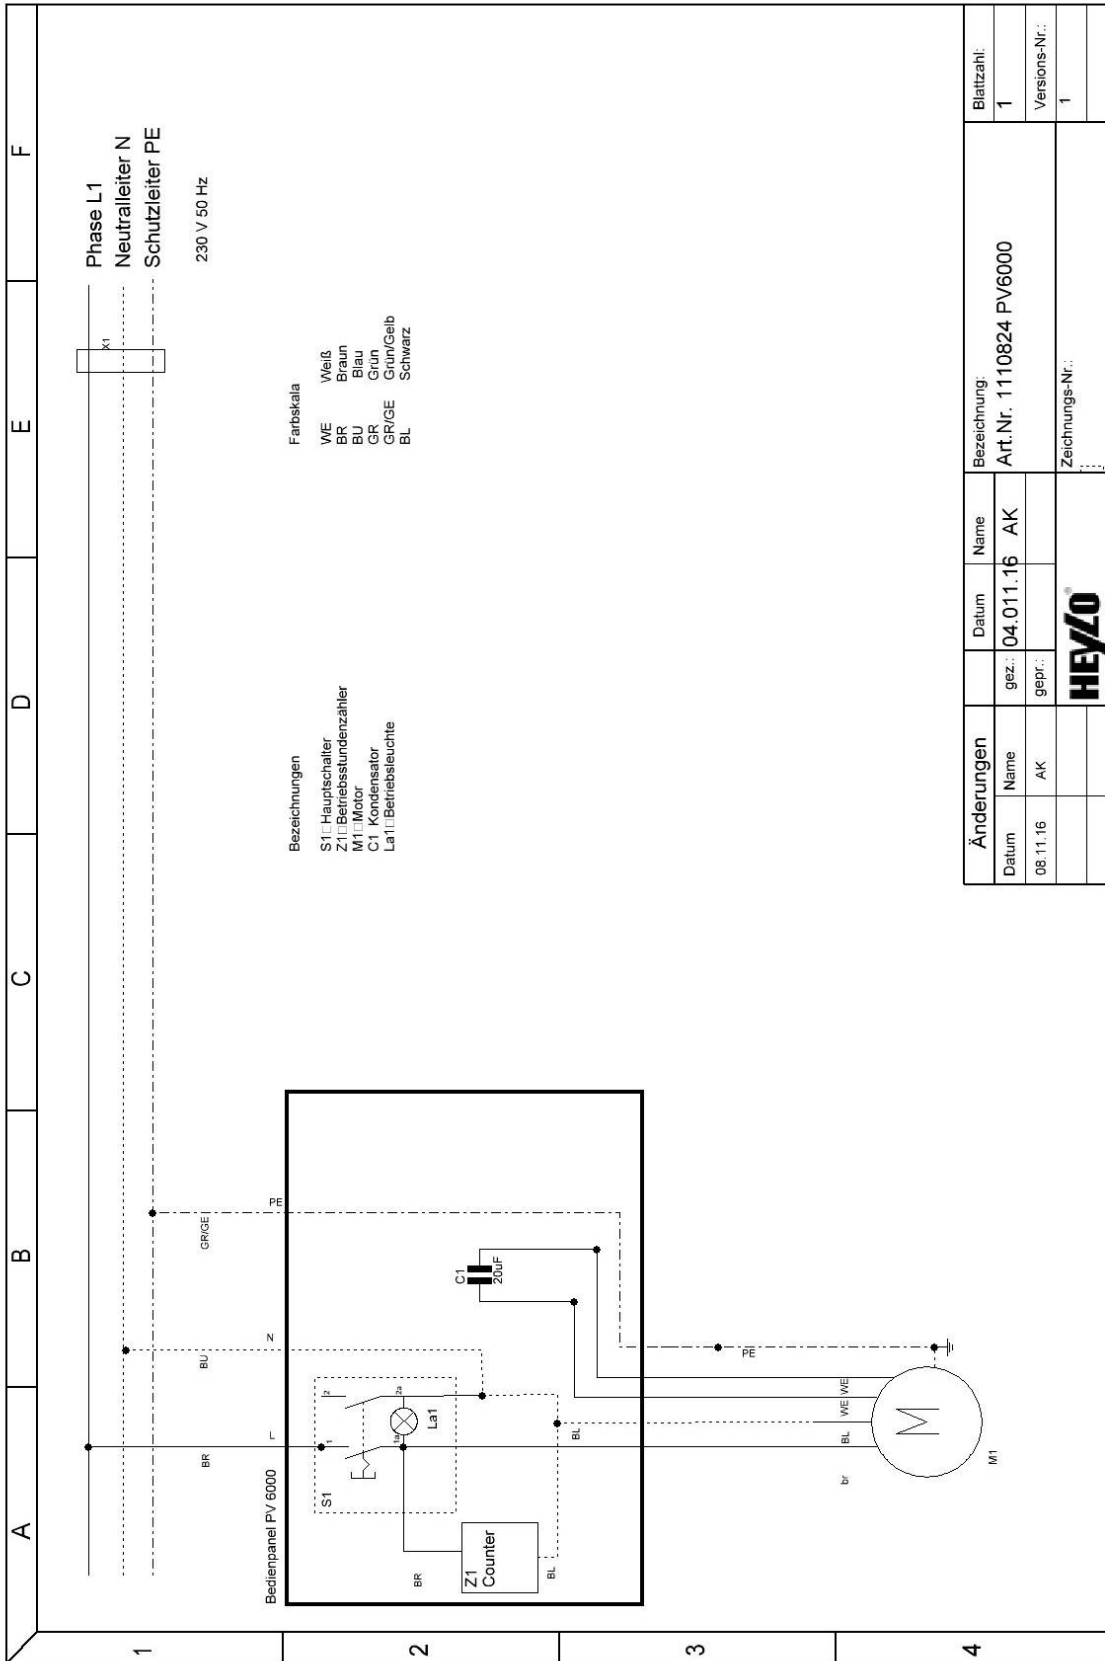 A
B
C
D
E
F
1
2
3
4
Phase L1
Neutralleiter N
Schutzleiter PE
230 V 50 Hz
X1
Farbskala
WE Weiß
BR Braun
BU Blau
GR Grün
GR/GE Grün/Gelb
BL Schwarz
Bezeichnungen
S1□Hauptschalter
Z1□Betriebsstundenzähler
M1□Motor
C1 Kondensator
La1□Betriebsleuchte
BR
L
BU
N
GR/GE
PE
Bedienpanel PV 6000
S1
1
2
1a
2a
La1
C1
20uF
BR
Z1
Counter
BL
BL
PE
br
BL
WE
WE
M
M1
Änderungen
Datum
Name
08.11.16
AK
Datum
Name
gez.:
04.011.16
AK
gepr.:
HEYLO®
Bezeichnung:
Art.Nr. 1110824 PV6000
Zeichnungs-Nr.:
Blattzahl:
1
Versions-Nr.:
1